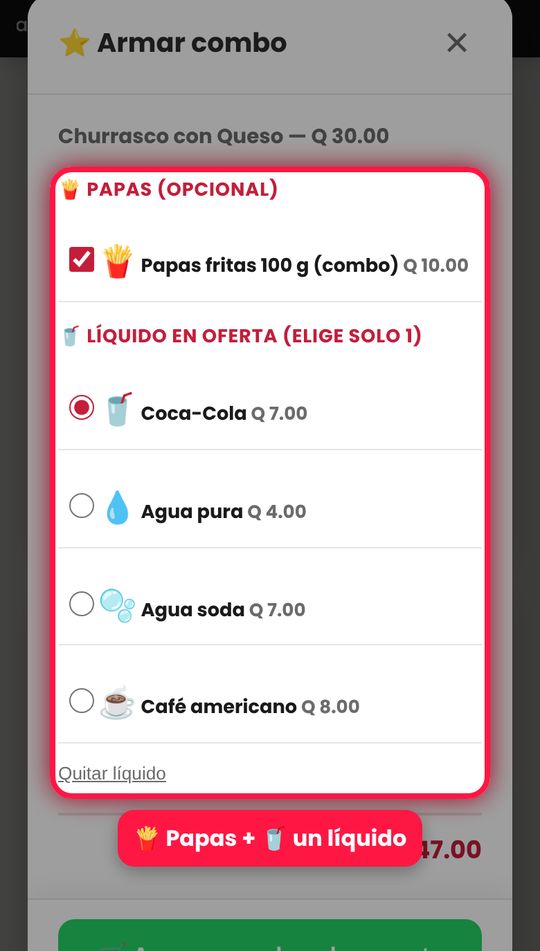 Armar combo
Churrasco con Queso — Q 30.00
PAPAS (OPCIONAL)
Papas fritas 100 g (combo) Q 10.00
LÍQUIDO EN OFERTA (ELIGE SOLO 1)
Coca-Cola Q 7.00
Agua pura Q 4.00
Agua soda Q 7.00
Café americano Q 8.00
Quitar líquido
Papas + un líquido
47.00